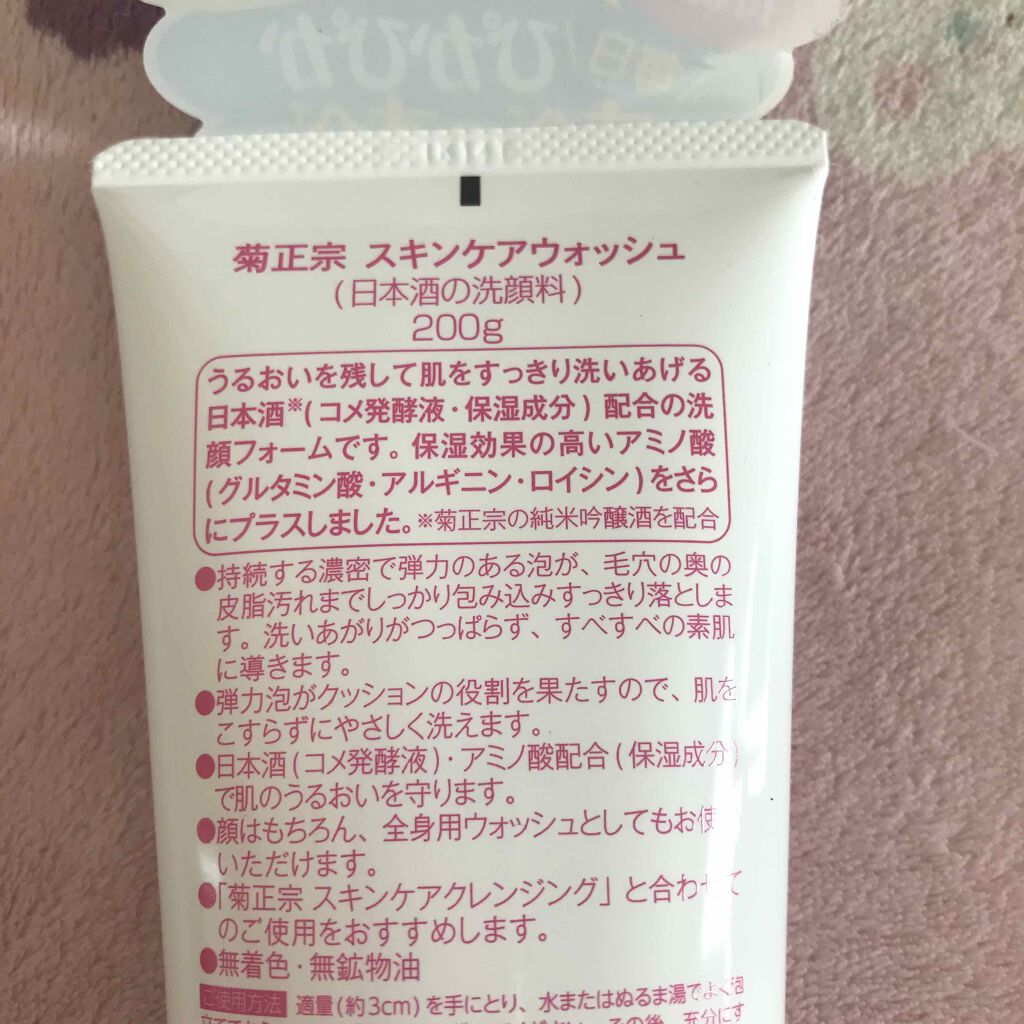 毎日/ぴかぴか
菊正宗 スキンケアウォッシュ
(日本酒の洗顔料)
200g
うるおいを残して肌をすっきり洗いあげる
日本酒※(コメ発酵液・保湿成分)配合の洗
顔フォームです。保湿効果の高いアミノ酸
(グルタミン酸・アルギニン・ロイシン)をさら
にプラスしました。※菊正宗の純米吟醸酒を配合
●持続する濃密で弾力のある泡が、毛穴の奥の
皮脂汚れまでしっかり包み込みすっきり落としま
す。洗いあがりがつっぱらず、すべすべの素肌
に導きます。
●弾力泡がクッションの役割を果たすので、肌を
こすらずにやさしく洗えます。
●日本酒(コメ発酵液)・アミノ酸配合(保湿成分)
で肌のうるおいを守ります。
●顔はもちろん、全身用ウォッシュとしてもお使
いただけます。
●「菊正宗 スキンケアクレンジング」と合わせて
のご使用をおすすめします。
●無着色・無鉱物油
ご使用方法 適量(約3cm)を手にとり、水またはぬるま湯でよく泡